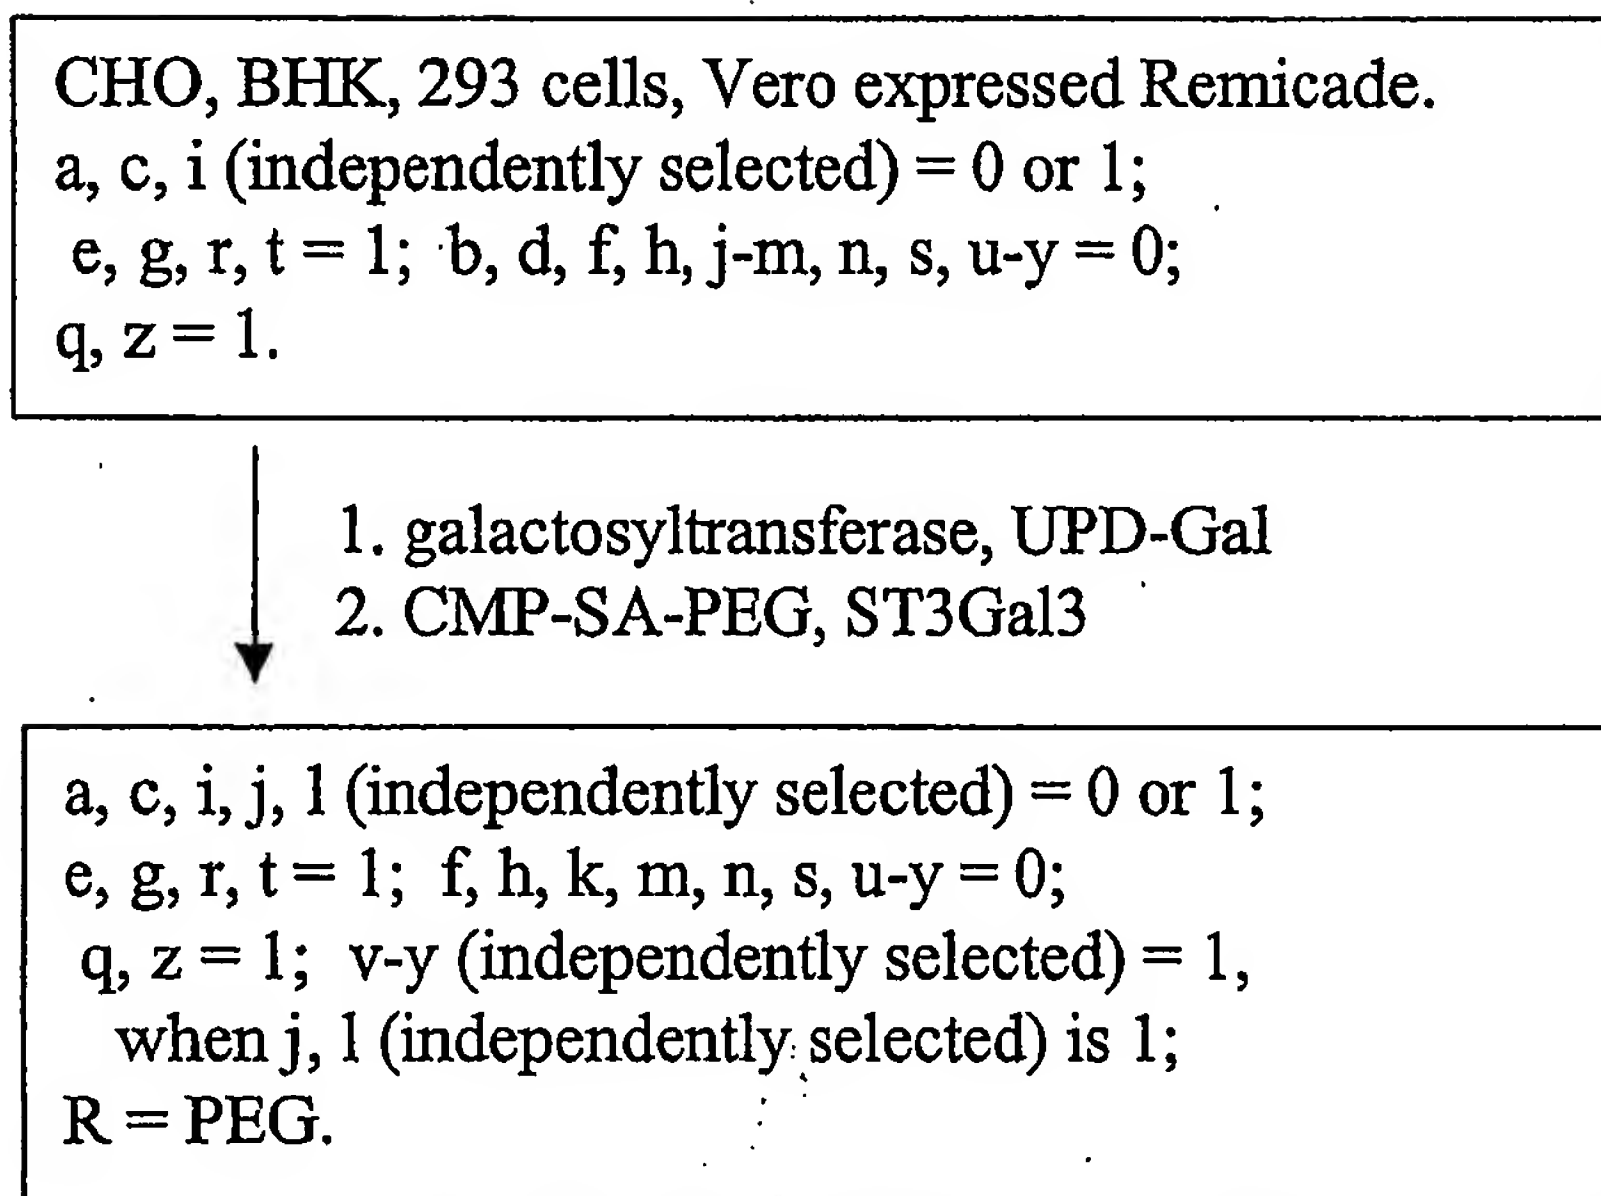 CHO, BHK, 293 cells, Vero expressed Remicade.
a, c, i (independently selected) = 0 or 1;
e, g, r, t = 1; b, d, f, h, j-m, n, s, u-y = 0;
q, z = 1.
1. galactosyltransferase, UPD-Gal
2. CMP-SA-PEG, ST3Gal3
a, c, i, j, l (independently selected) = 0 or 1;
e, g, r, t = 1; f, h, k, m, n, s, u-y = 0;
q, z = 1; v-y (independently selected) = 1,
when j, l (independently selected) is 1;
R = PEG.